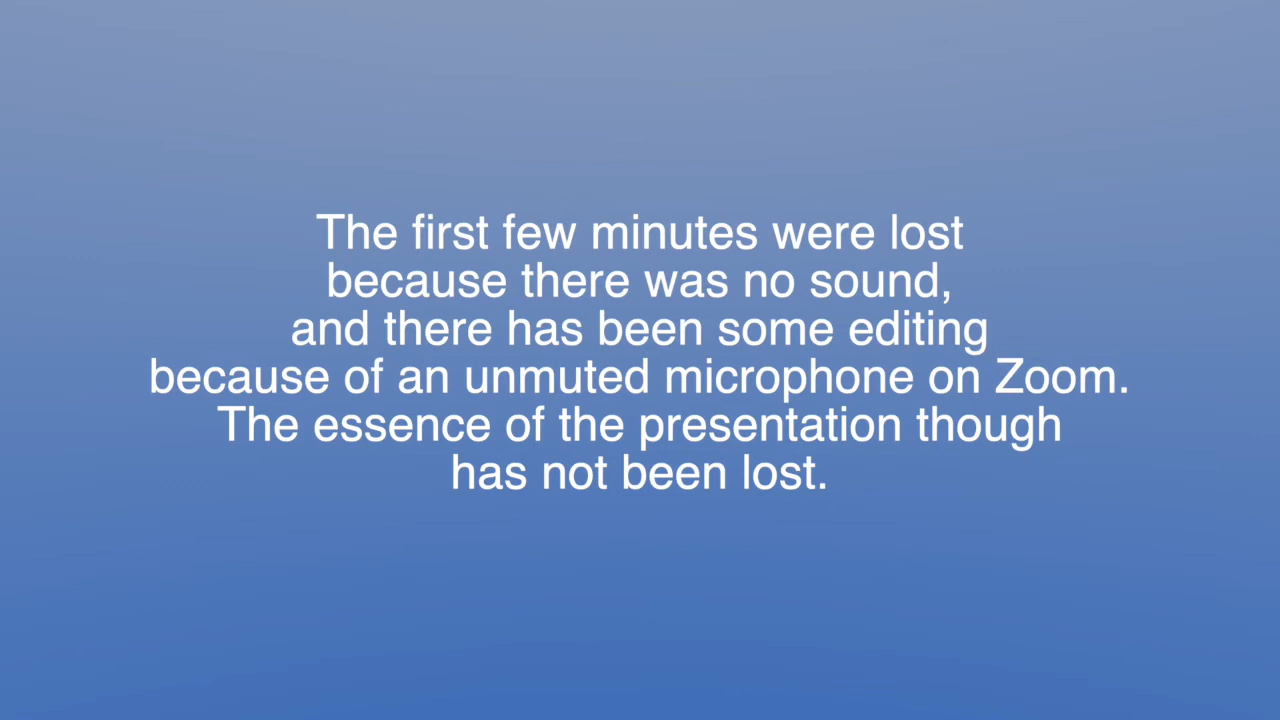 The first few minutes were lost
because there was no sound,
and there has been some editing
because of an unmuted microphone on Zoom.
The essence of the presentation though
has not been lost.